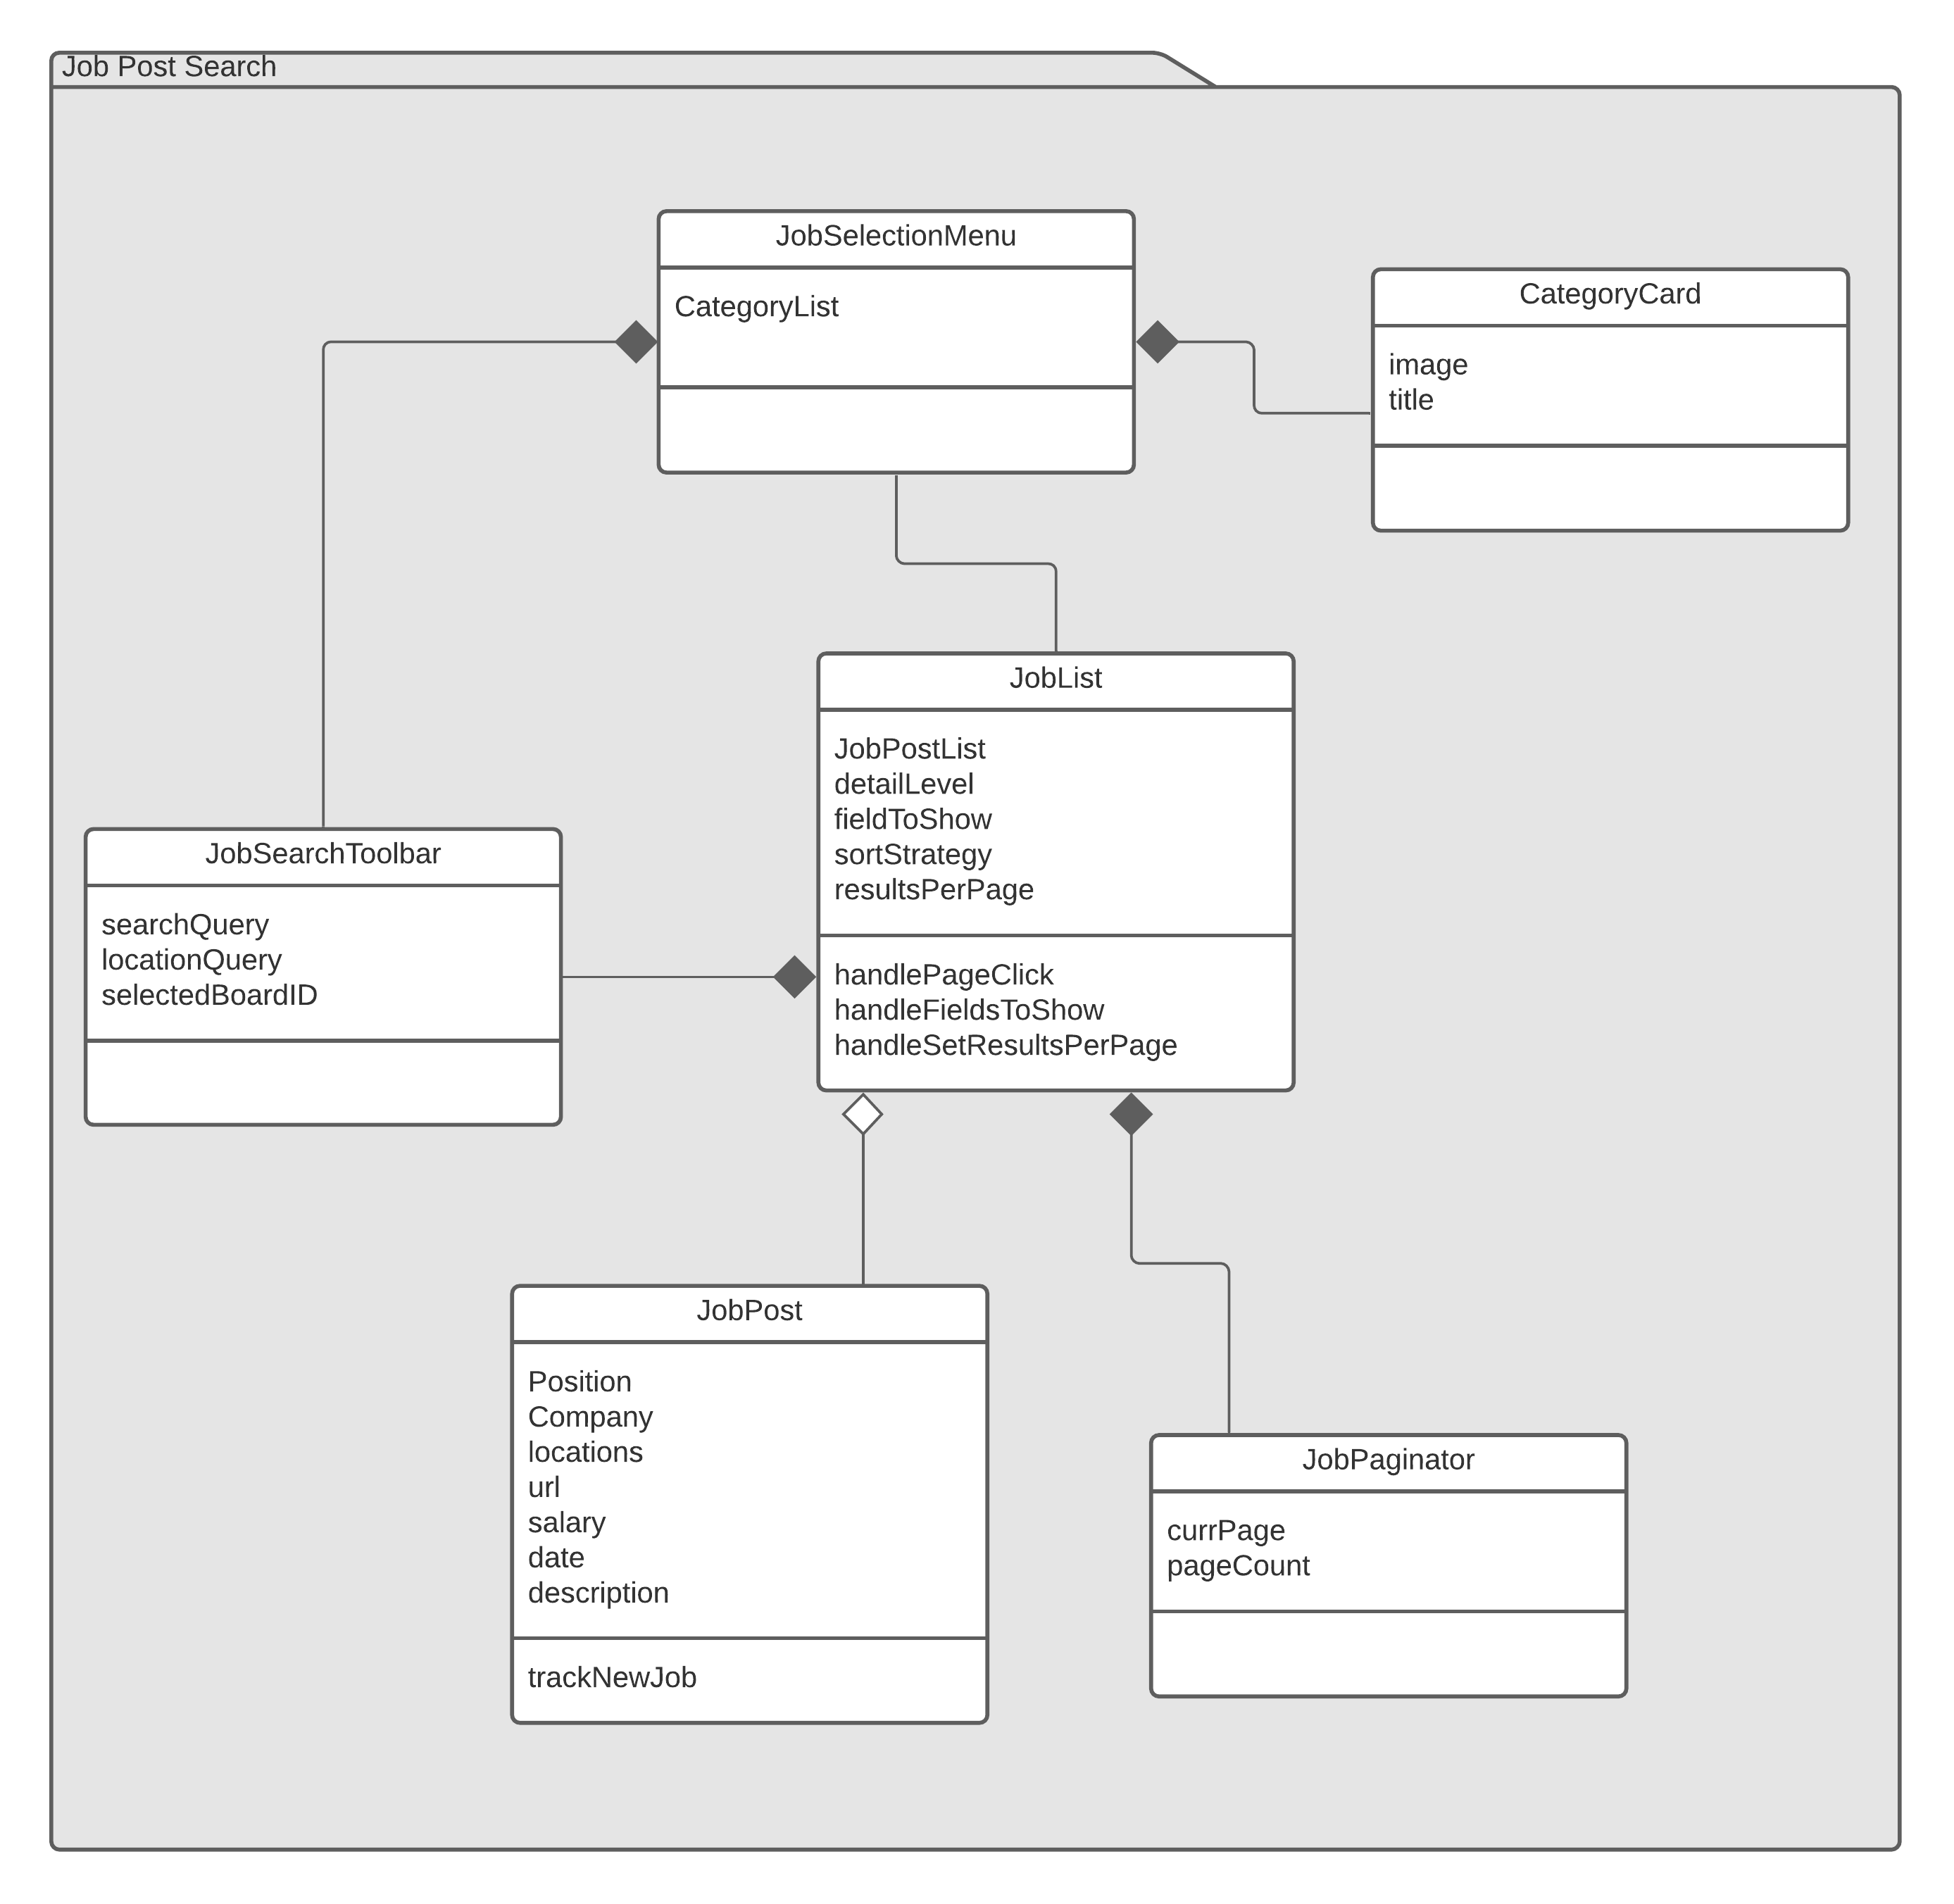 Job Post Search
JobSelectionMenu
CategoryList
CategoryCard
image
title
JobList
JobPostList
detailLevel
fieldToShow
sortStrategy
resultsPerPage
handlePageClick
handleFieldsToShow
handleSetResultsPerPage
JobSearchToolbar
searchQuery
locationQuery
selectedBoardID
JobPost
Position
Company
locations
url
salary
date
description
trackNewJob
JobPaginator
currPage
pageCount